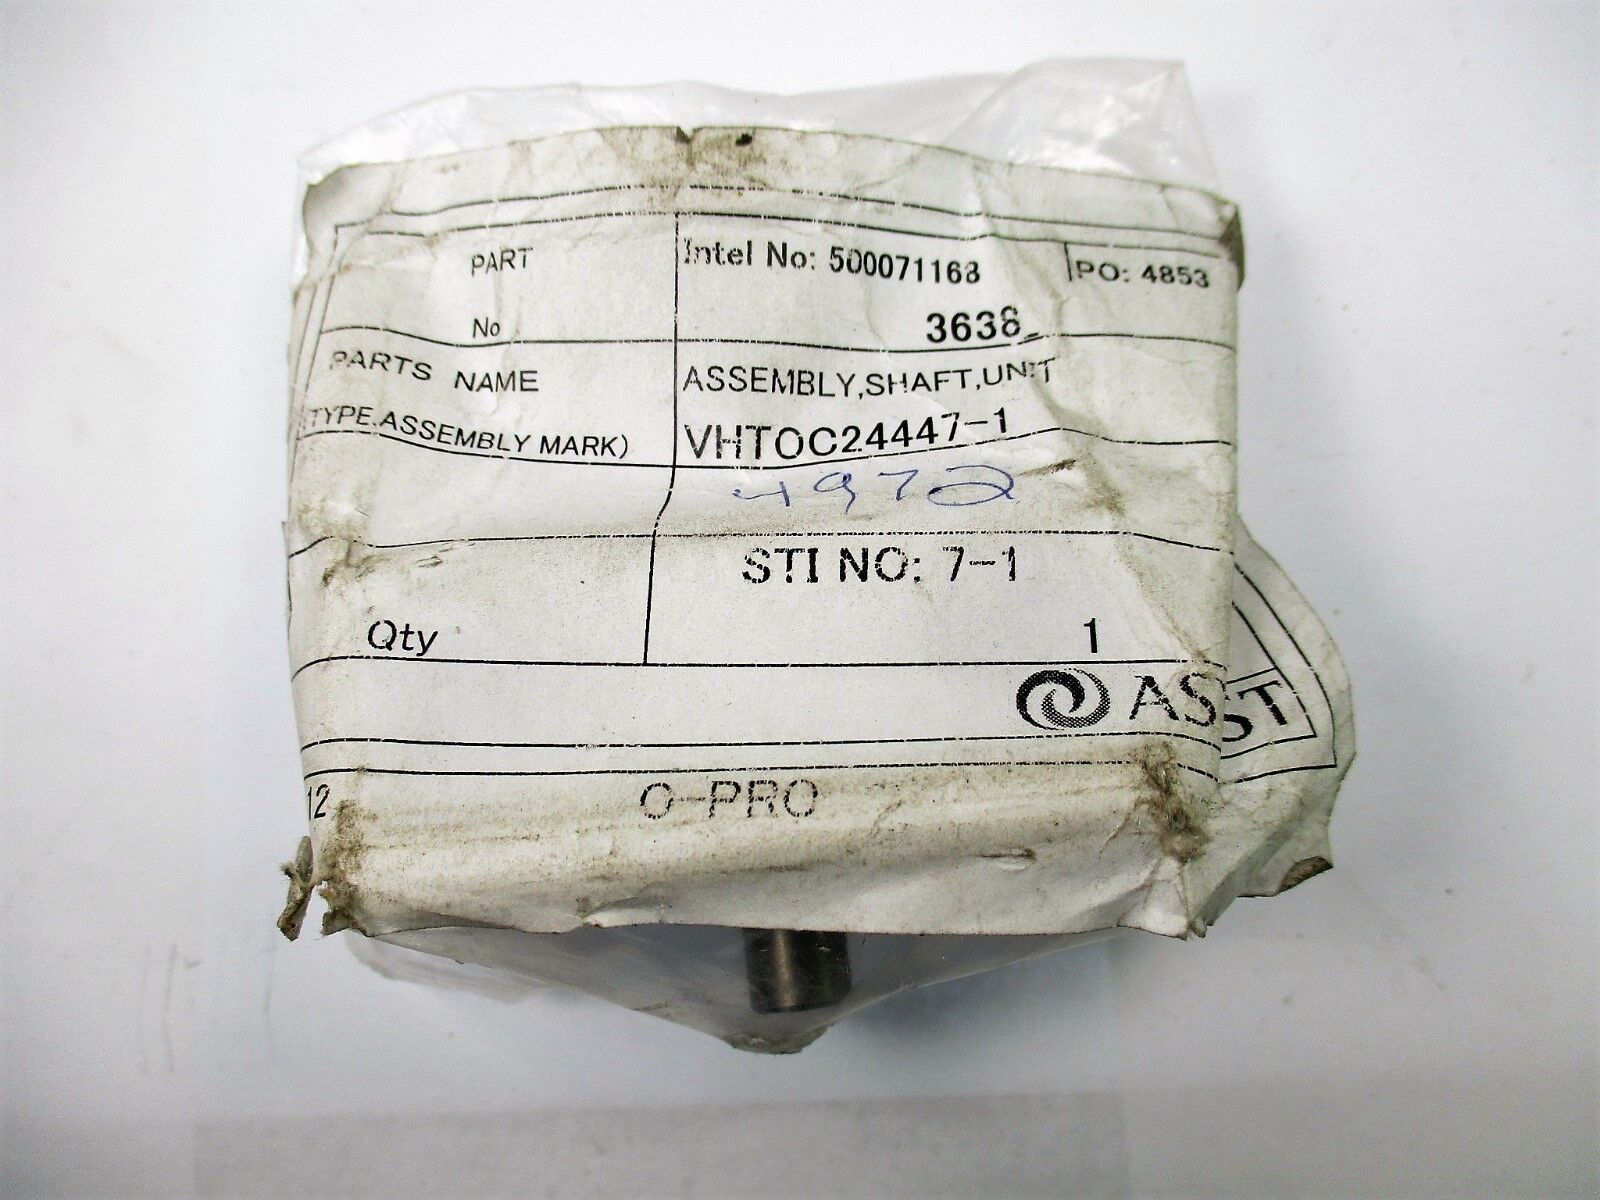 PART
Intel No: 500071168
PO: 4853
No
3638
PARTS NAME
ASSEMBLY,SHAFT,UNIT
(TYPE.ASSEMBLY MARK)
VHTOC24447-1
4972
STI NO: 7-1
Qty
1
AS
ST
12
O-PRO